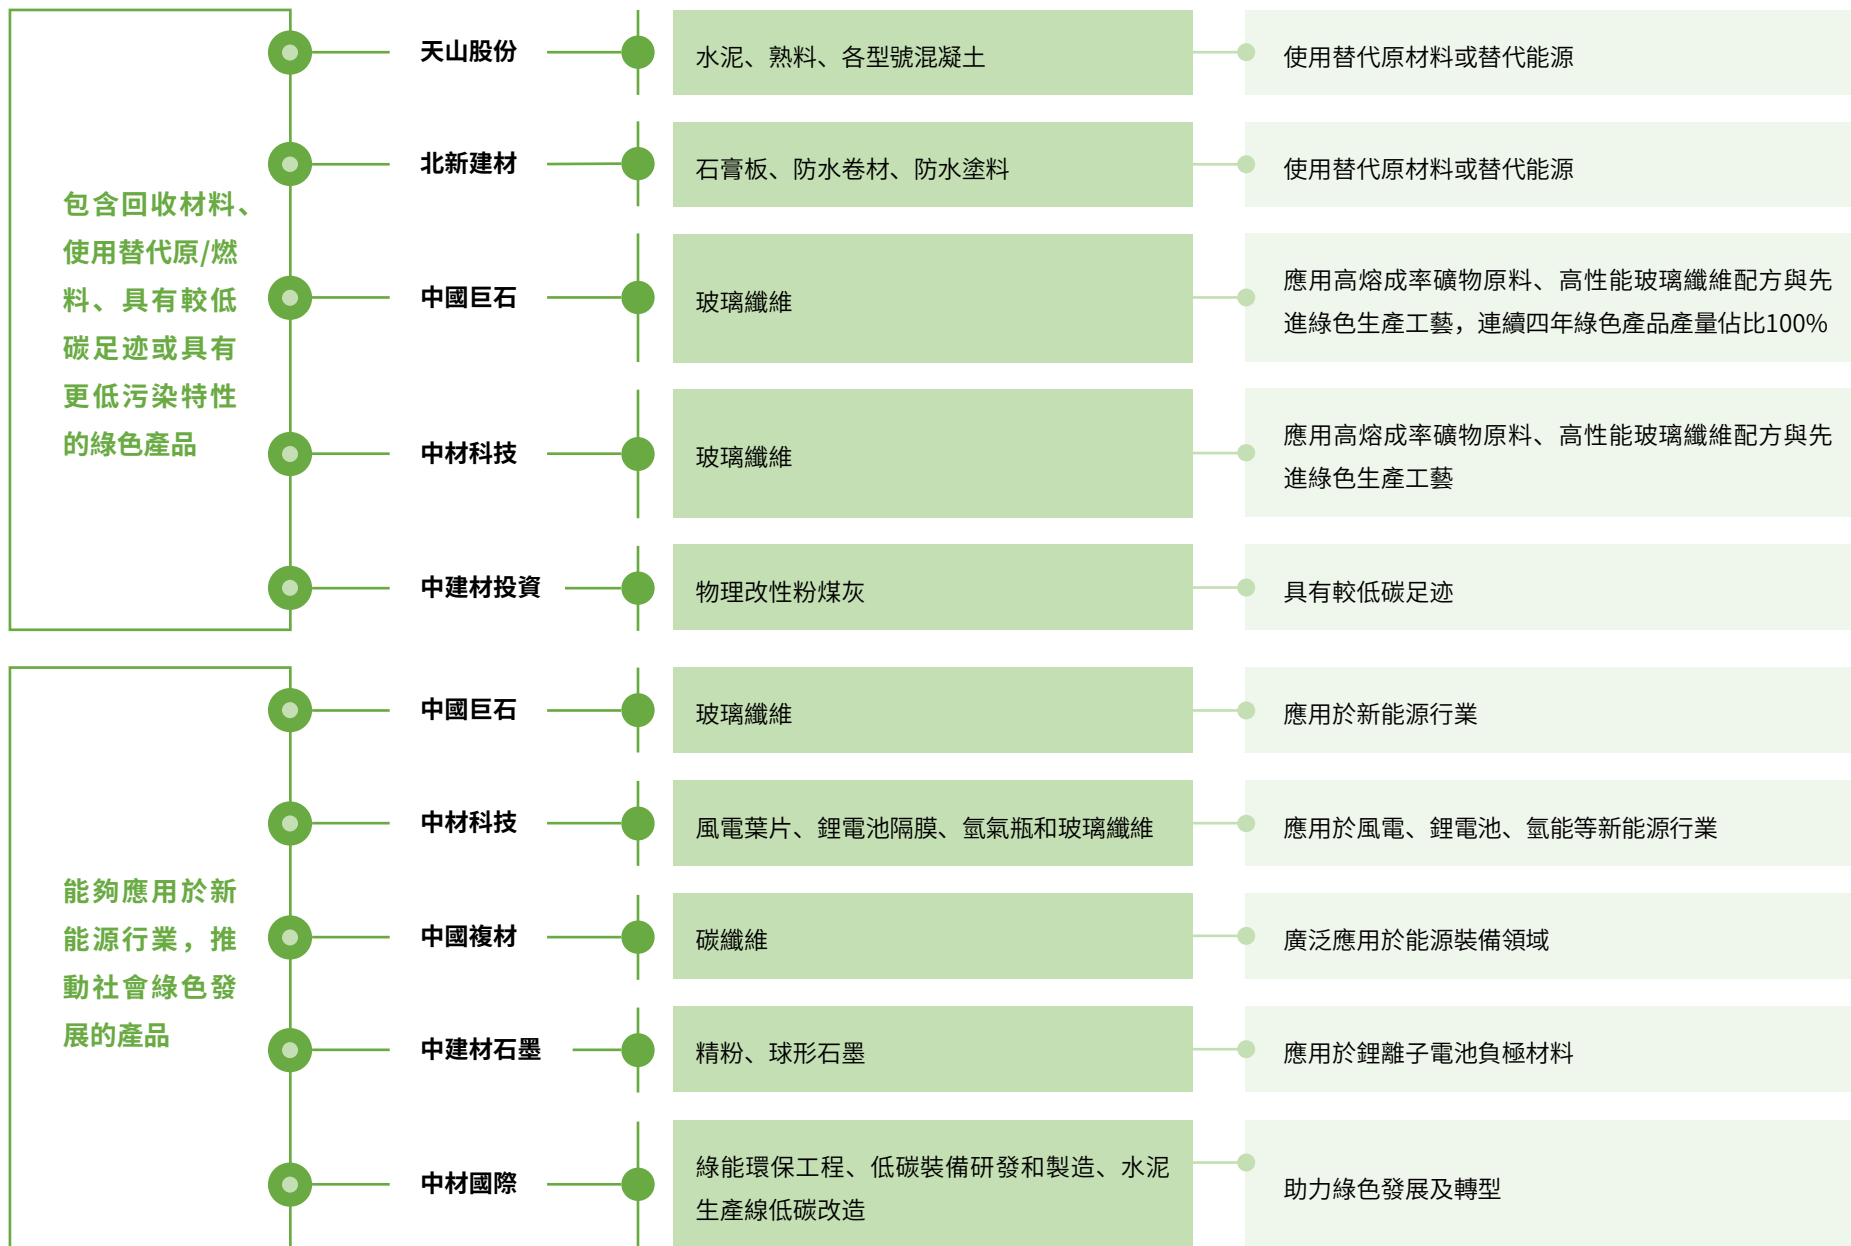 包含回收材料、
使用替代原/燃
料、具有較低
碳足迹或具有
更低污染特性
的綠色產品
天山股份
水泥、熟料、各型號混凝土
使用替代原材料或替代能源
北新建材
石膏板、防水卷材、防水塗料
使用替代原材料或替代能源
中國巨石
玻璃纖維
應用高熔成率礦物原料、高性能玻璃纖維配方與先
進綠色生產工藝，連續四年綠色產品產量佔比100%
中材科技
玻璃纖維
應用高熔成率礦物原料、高性能玻璃纖維配方與先
進綠色生產工藝
中建材投資
物理改性粉煤灰
具有較低碳足迹
能夠應用於新
能源行業，推
動社會綠色發
展的產品
中國巨石
玻璃纖維
應用於新能源行業
中材科技
風電葉片、鋰電池隔膜、氫氣瓶和玻璃纖維
應用於風電、鋰電池、氫能等新能源行業
中國複材
碳纖維
廣泛應用於能源裝備領域
中建材石墨
精粉、球形石墨
應用於鋰離子電池負極材料
中材國際
綠能環保工程、低碳裝備研發和製造、水泥
生產線低碳改造
助力綠色發展及轉型